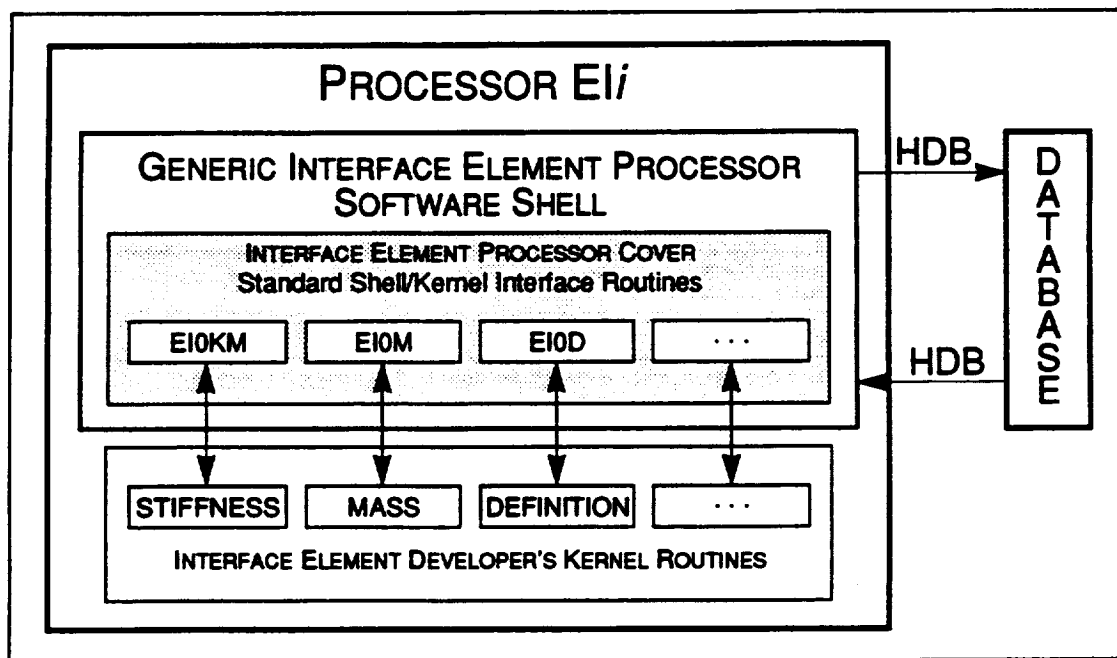 PROCESSOR EIi
GENERIC INTERFACE ELEMENT PROCESSOR
SOFTWARE SHELL
INTERFACE ELEMENT PROCESSOR COVER
Standard Shell/Kernel Interface Routines
EI0KM
EI0M
EI0D
...
STIFFNESS
MASS
DEFINITION
...
INTERFACE ELEMENT DEVELOPER'S KERNEL ROUTINES
HDB
HDB
DATABASE